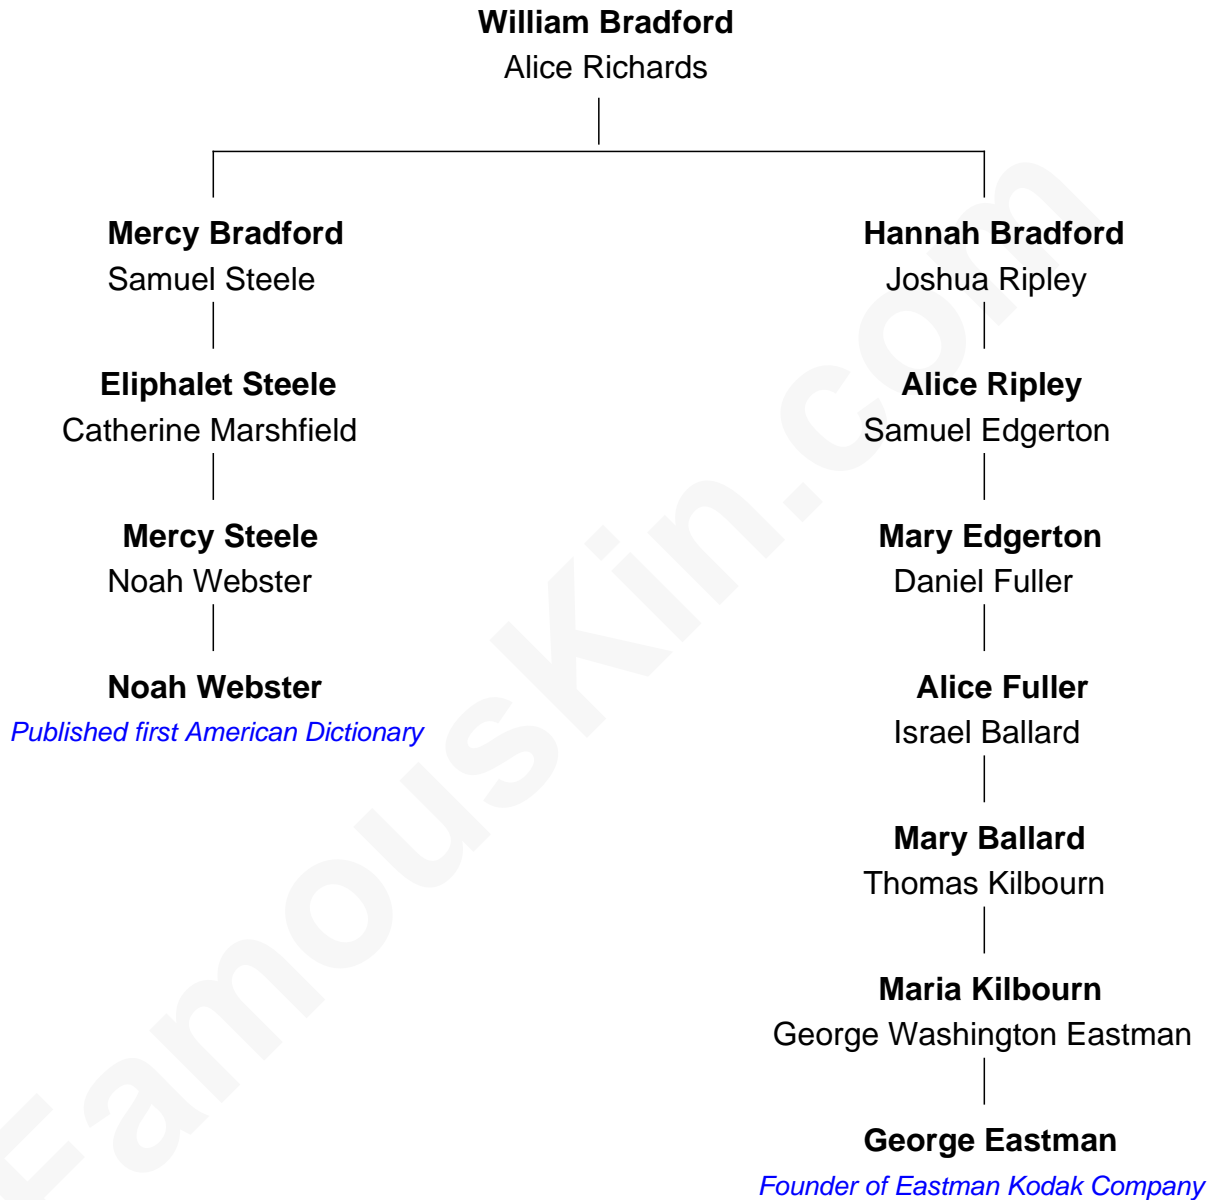 William Bradford
Alice Richards
Mercy Bradford
Samuel Steele
Hannah Bradford
Joshua Ripley
Eliphalet Steele
Catherine Marshfield
Alice Ripley
Samuel Edgerton
Mercy Steele
Noah Webster
Mary Edgerton
Daniel Fuller
Noah Webster
Published first American Dictionary
Alice Fuller
Israel Ballard
Mary Ballard
Thomas Kilbourn
Maria Kilbourn
George Washington Eastman
George Eastman
Founder of Eastman Kodak Company
FamousKin.com